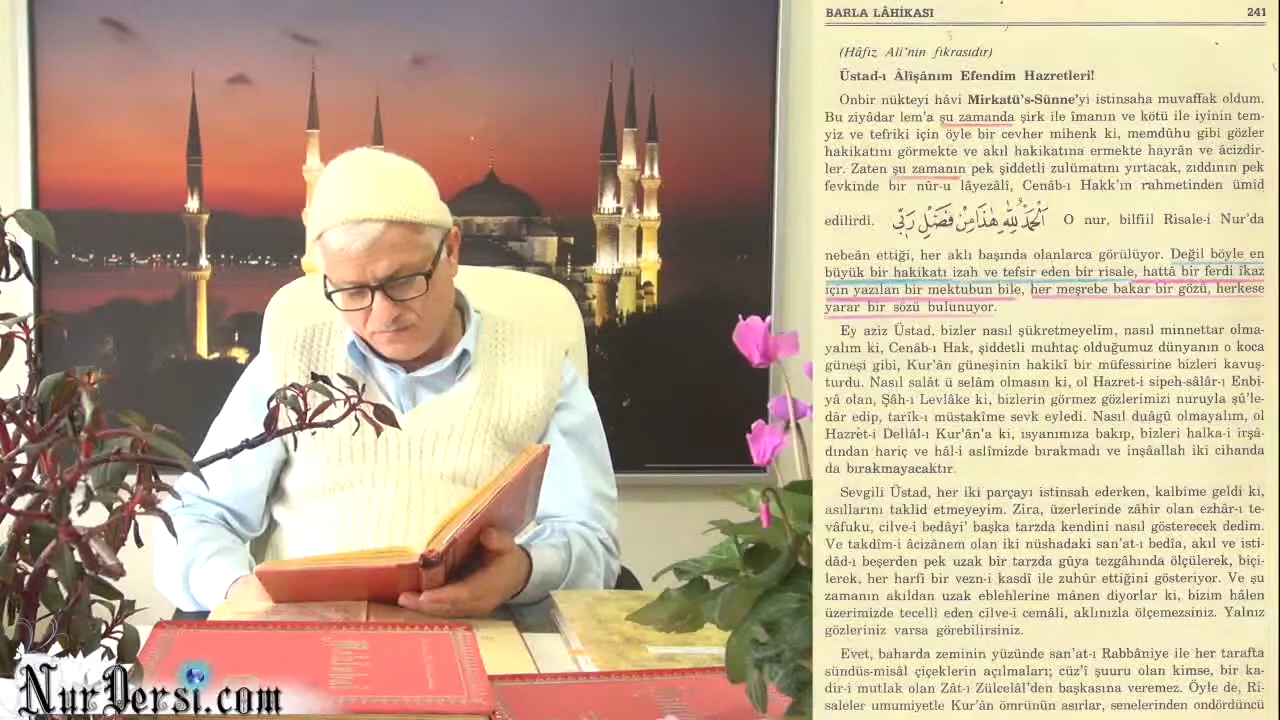 BARLA LÂHİKASI 241
(Hâfız Ali'nin fıkrasıdır)
Üstad-ı Âlîşânım Efendim Hazretleri!
Onbir nükteyi hâvi Mirkatü's-Sünne'yi istinsaha muvaffak oldum.
Bu ziyâdar lem'a şu zamanda şirk ile îmanın ve kötü ile iyinin tem-
yiz ve tefriki için öyle bir cevher mihenk ki, memdûhu gibi gözler
hakikatını görmekte ve akıl hakikatına ermekte hayrân ve âcizdir-
ler. Zaten şu zamanın pek şiddetli zulümatını yırtacak, zıddının pek
fevkinde bir nûr-u lâyezâlî, Cenâb-ı Hakk'ın rahmetinden ümid
edilirdi. اَلْحَمْدُ لِلّٰهِ هٰذَا مِنْ فَضْلِ رَبِّى O nur, bilfiil Risale-i Nur'da
nebeân ettiği, her aklı başında olanlarca görülüyor. Değil böyle en
büyük bir hakikatı izah ve tefsir eden bir risale, hattâ bir ferdi îkaz
için yazılan bir mektubun bile, her meşrebe bakar bir gözü, herkese
yarar bir sözü bulunuyor.
Ey aziz Üstad, bizler nasıl şükretmeyelim, nasıl minnettar olma-
yalım ki, Cenâb-ı Hak, şiddetli muhtaç olduğumuz dünyanın o koca
güneşi gibi, Kur'ân güneşinin hakikî bir müfessirine bizleri kavuş-
turdu. Nasıl salât ü selâm olmasın ki, ol Hazret-i sipeh-sâlâr-ı Enbi-
yâ olan, Şâh-ı Levlâke ki, bizlerin görmez gözlerimizi nuruyla şû'le-
dâr edip, tarîk-ı müstakîme sevk eyledi. Nasıl duâgû olmayalım, ol
Hazret-i Dellâl-ı Kur'ân'a ki, ısyanımıza bakıp, bizleri halka-i irşâ-
dından hariç ve hâl-i aslîmizde bırakmadı ve inşâallah iki cihanda
da bırakmayacaktır.
Sevgili Üstad, her iki parçayı istinsah ederken, kalbime geldi ki,
asıllarını taklid etmeyeyim. Zira, üzerlerinde zâhir olan ezhâr-ı te-
vâfuku, cilve-i bedâyi' başka tarzda kendini nasıl gösterecek dedim.
Ve takdîm-i âcizânem olan iki nüshadaki san'at-ı bedîa, akıl ve isti-
dâd-ı beşerden pek uzak bir tarzda gûya tezgâhında ölçülerek, biçi-
lerek, her harfi bir vezn-i kasdî ile zuhûr ettiğini gösteriyor. Ve şu
zamanın akıldan uzak eblehlerine mânen diyorlar ki, bizim hâlen
üzerimizde tecelli eden cilve-i cemâli, aklınızla ölçemezsiniz. Yalnız
gözleriniz varsa görebilirsiniz.
Evet, baharda zeminin yüzünde san'at-ı Rabbâniye ile her tarafta
sündüs-misâl çiçeklerin açılmaları; cüz'î şuuru olan kimse, bir ka-
dir-i mutlak olan Zât-ı Zülcelâl'den başkasına veremez. Öyle de, Ri-
saleler umumiyetle Kur'ân ömrünün asırlar, senelerinden ondördüncü
NurDersi.com